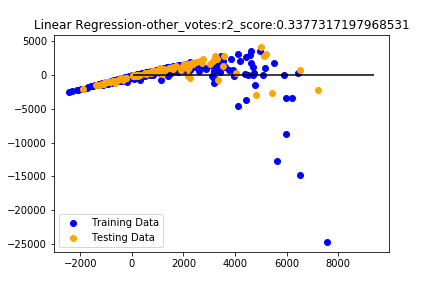 Linear Regression-other_votes:r2_score:0.3377317197968531
5000
0
−5000
−10000
−15000
−20000
−25000
Training Data
Testing Data
−2000 0 2000 4000 6000 8000